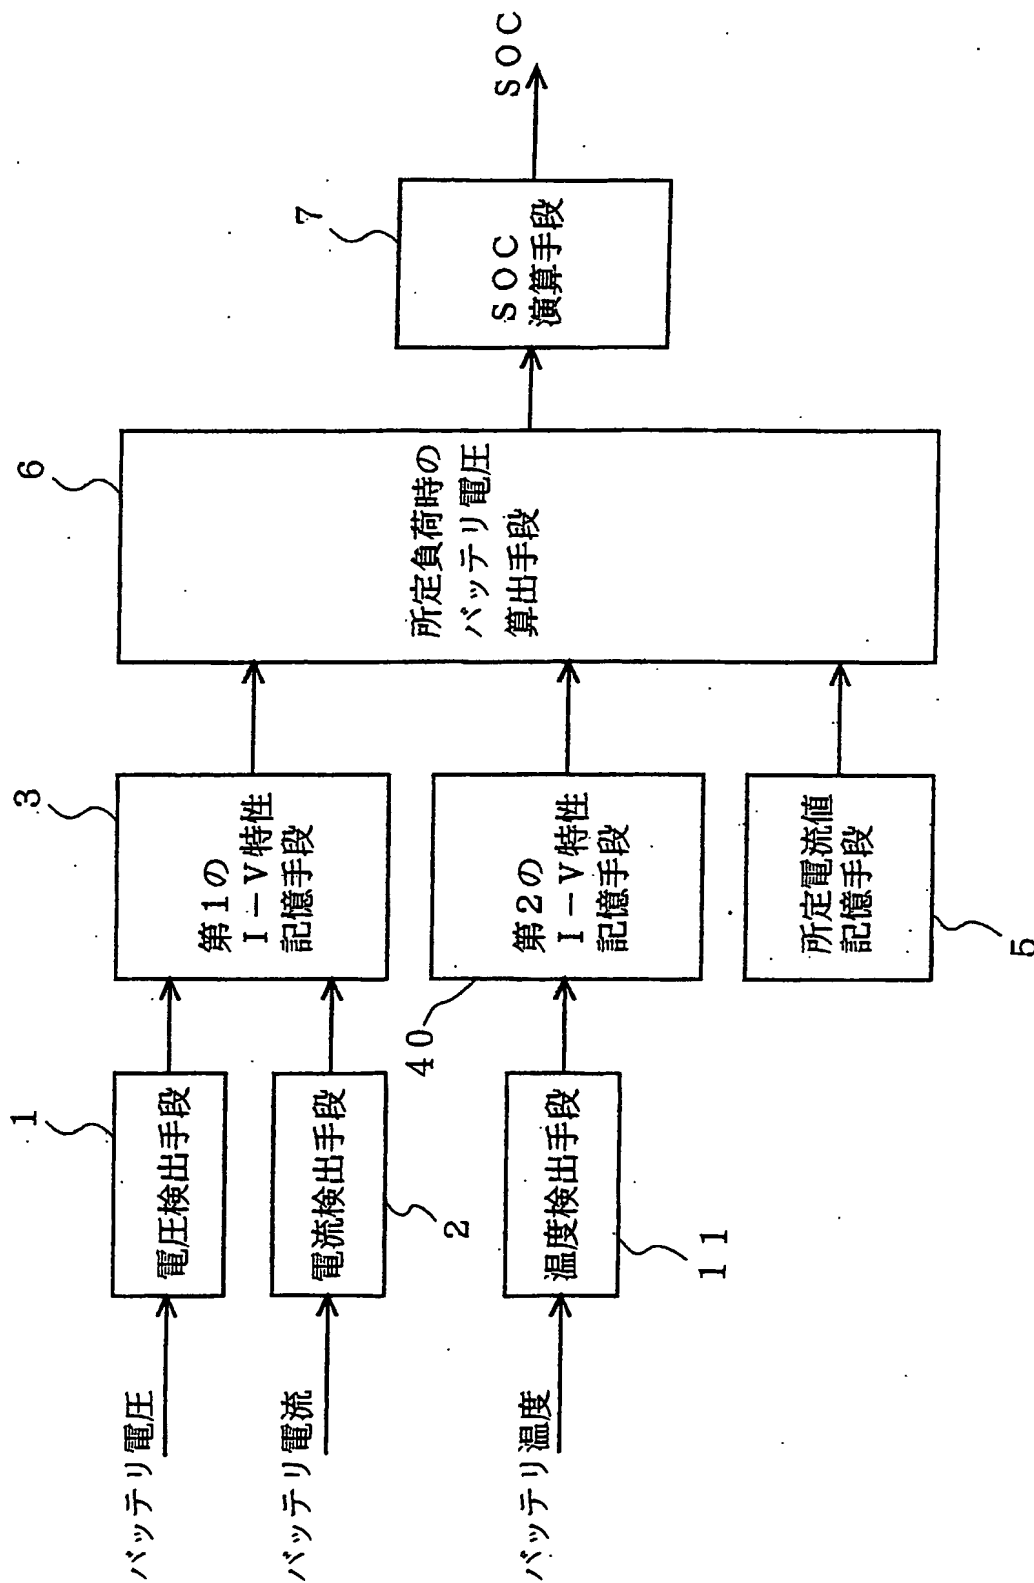 バッテリ電圧
1
電圧検出手段
バッテリ電流
電流検出手段
2
バッテリ温度
温度検出手段
11
3
第1の
I－V特性
記憶手段
40
第2の
I－V特性
記憶手段
所定電流値
記憶手段
5
6
所定負荷時の
バッテリ電圧
算出手段
7
SOC
演算手段
SOC